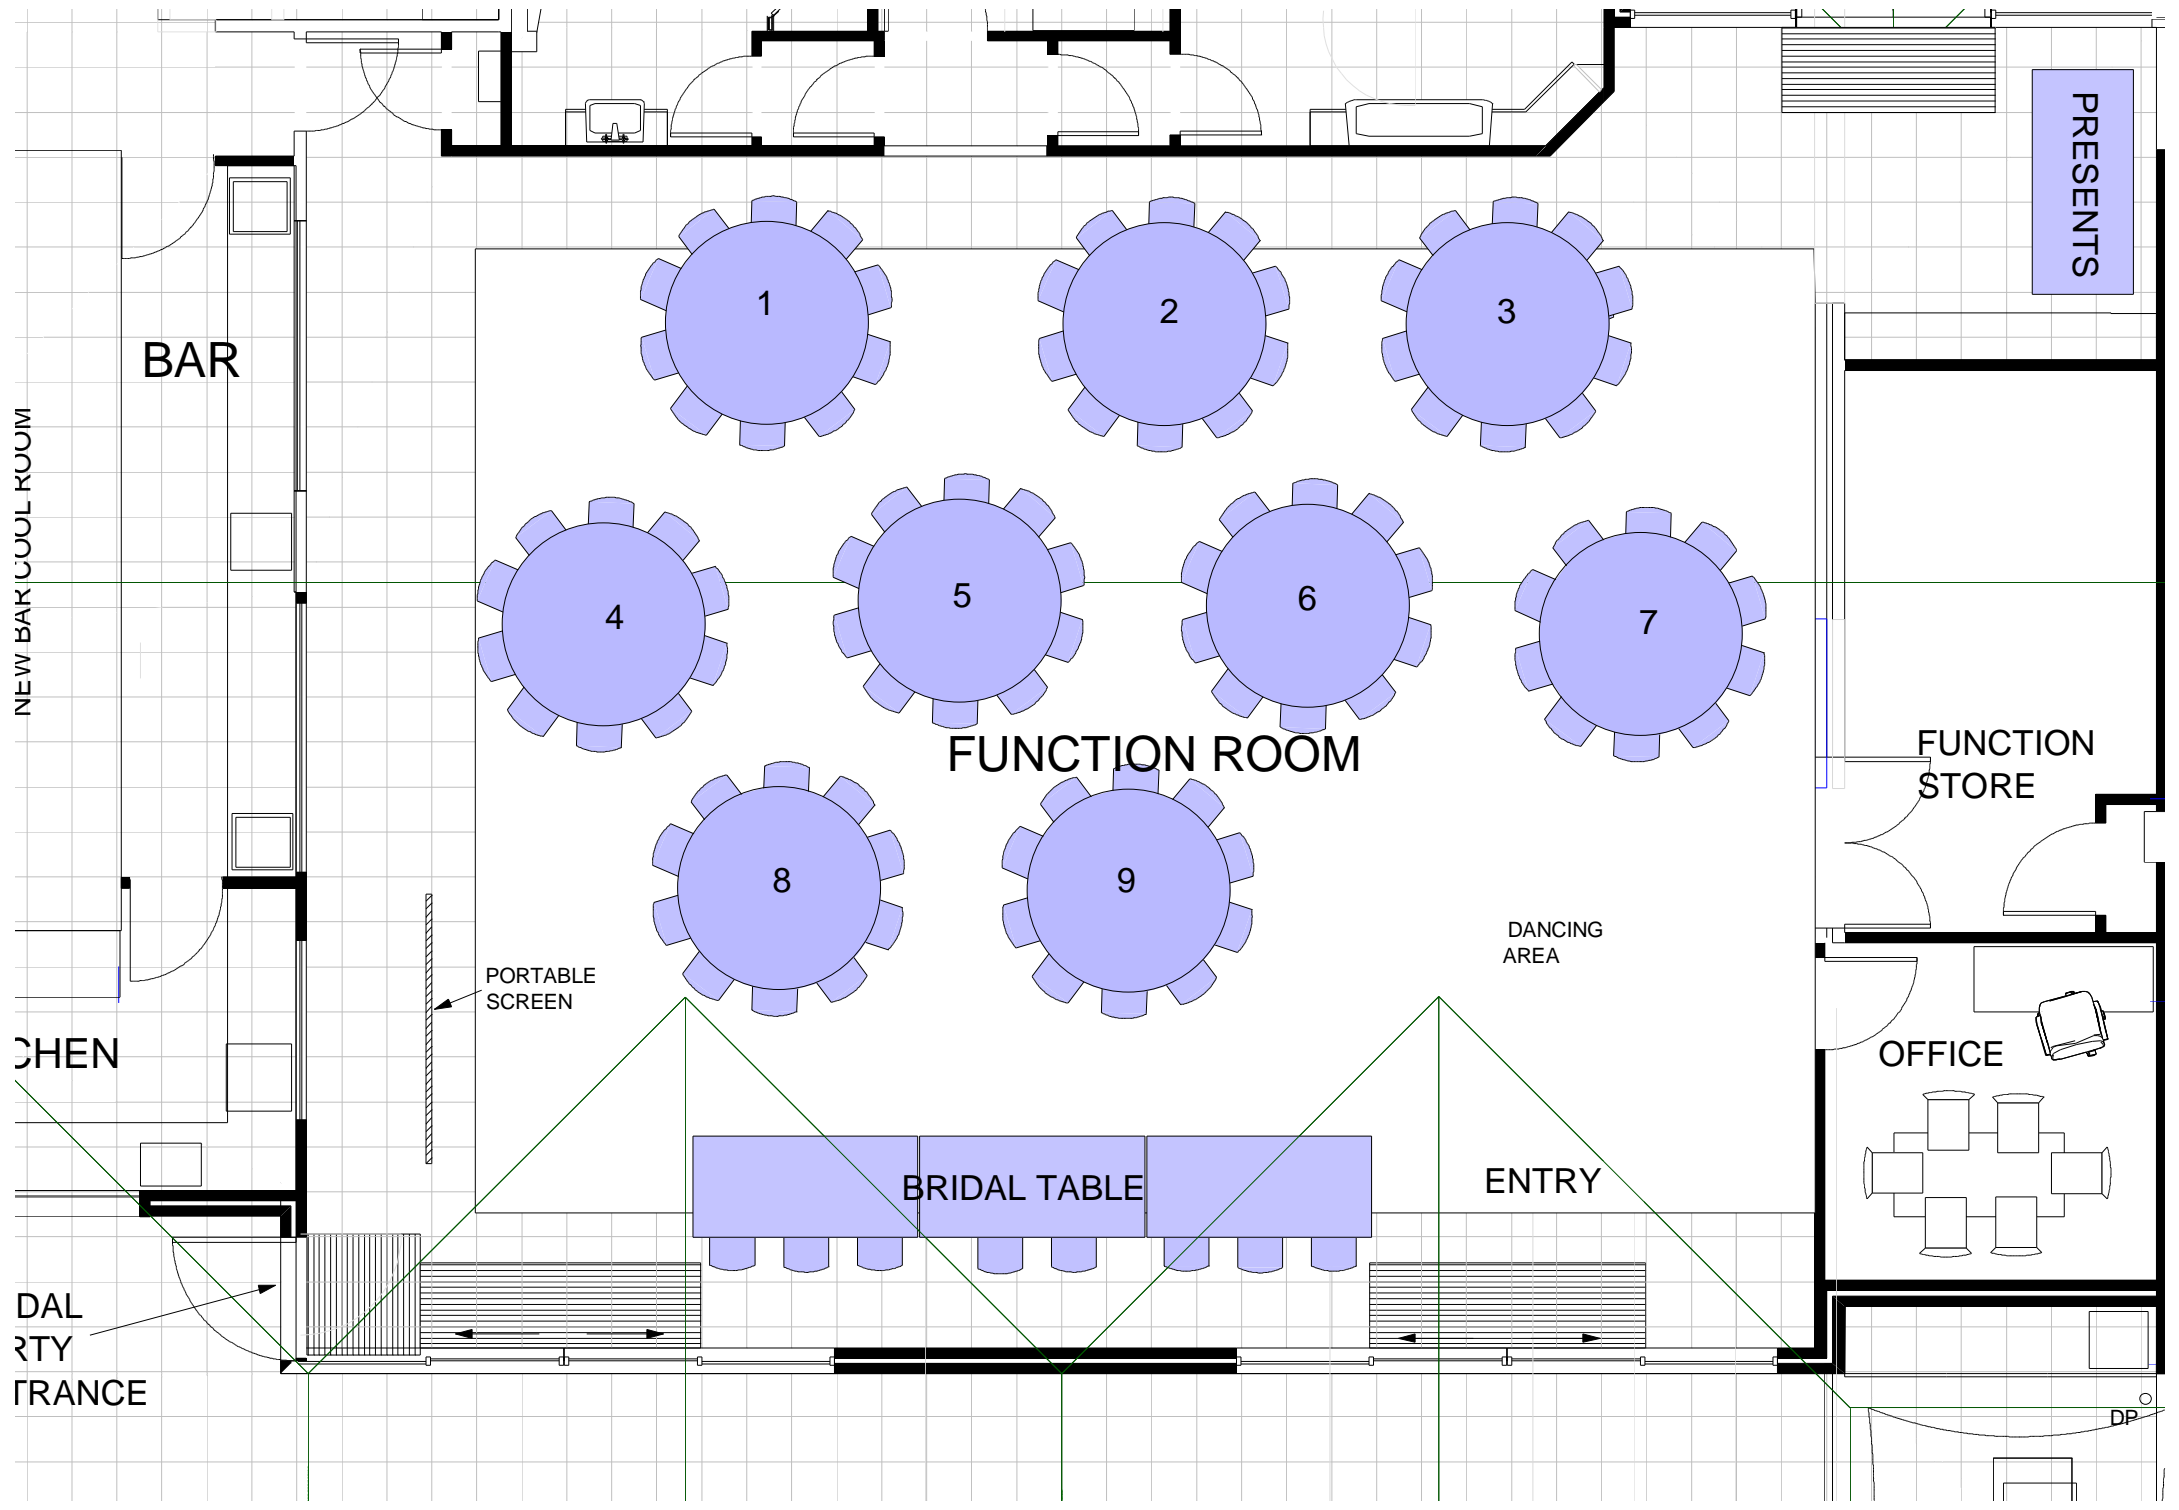 PRESENTS
1
2
3
BAR
NEW BAR COOL ROOM
4
5
6
7
FUNCTION ROOM
FUNCTION
STORE
8
9
DANCING
AREA
PORTABLE
SCREEN
CHEN
OFFICE
BRIDAL TABLE
ENTRY
DAL
RTY
TRANCE
DP